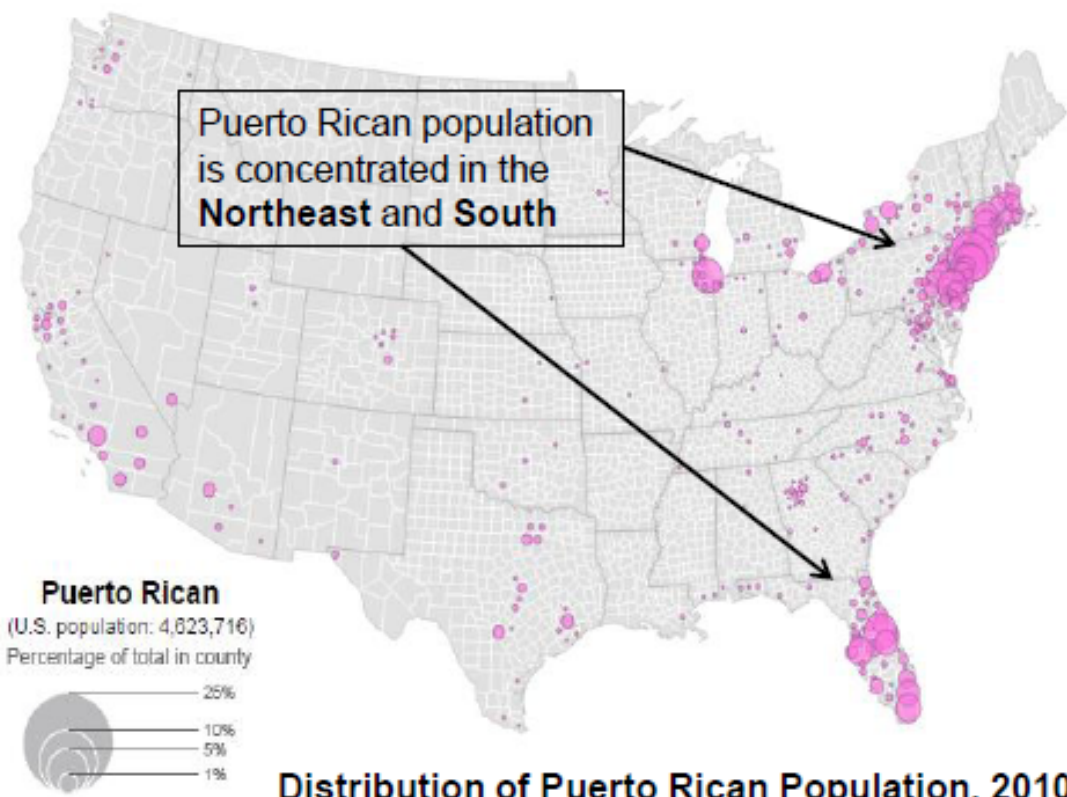 Puerto Rican population
is concentrated in the
Northeast and South
Puerto Rican
(U.S. population: 4,623,716)
Percentage of total in county
25%
10%
5%
1%
Distribution of Puerto Rican Population, 2010